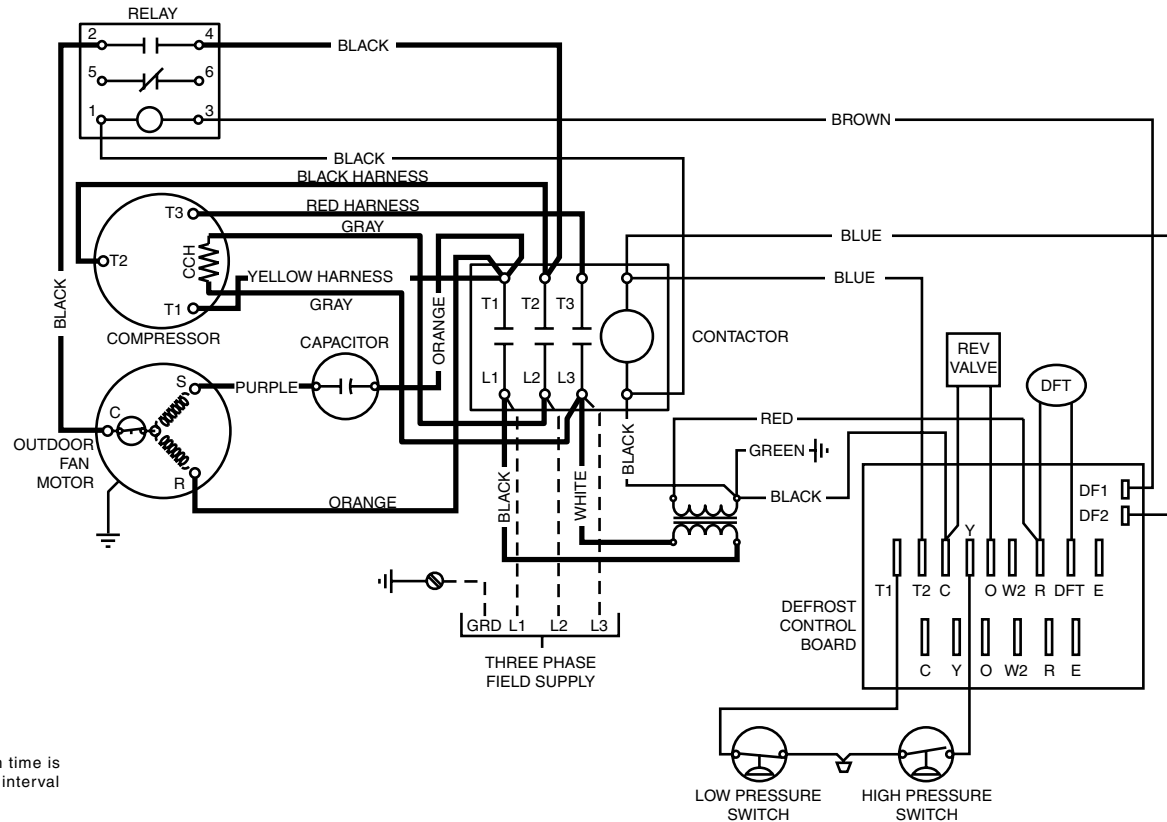 RELAY
2
4
BLACK
5
6
1
3
BROWN
BLACK
BLACK HARNESS
T3
RED HARNESS
GRAY
BLUE
CCH
T2
YELLOW HARNESS
BLUE
BLACK
T1
GRAY
ORANGE
T1
T2
T3
COMPRESSOR
CAPACITOR
CONTACTOR
REV
VALVE
L1
L2
L3
DFT
S
PURPLE
C
RED
OUTDOOR
FAN
MOTOR
BLACK
GREEN
R
ORANGE
BLACK
WHITE
BLACK
DF1
DF2
Y
T1
T2
C
O
W2
R
DFT
E
DEFROST
CONTROL
BOARD
GRD
L1
L2
L3
C
Y
O
W2
R
E
THREE PHASE
FIELD SUPPLY
n time is
interval
LOW PRESSURE
SWITCH
HIGH PRESSURE
SWITCH